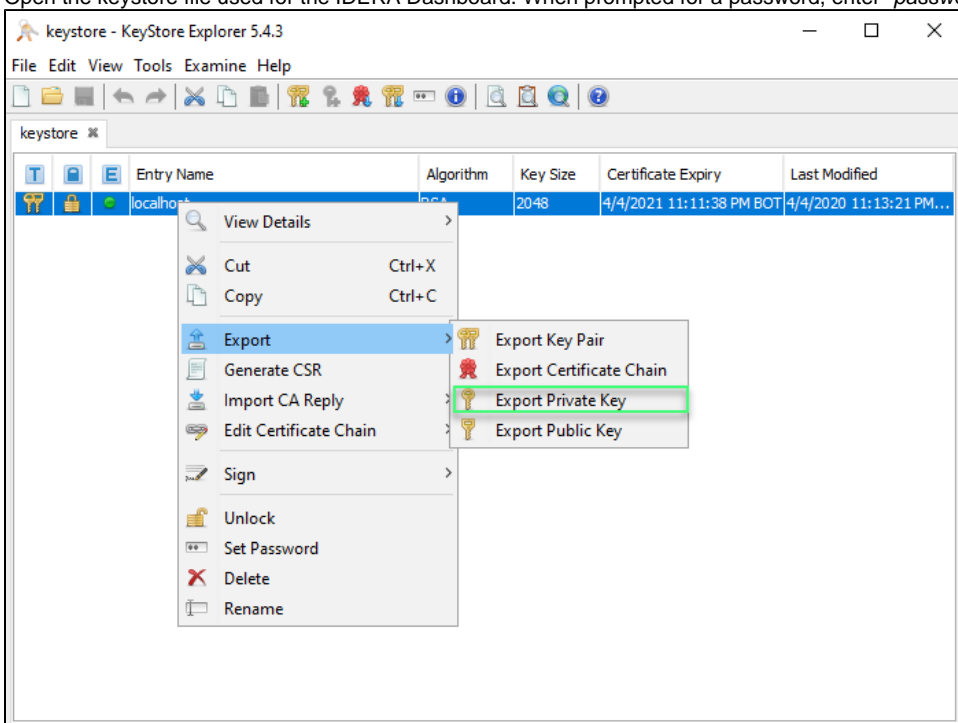 Open the keystore file used for the IDERA Dashboard. When prompted for a password, enter "passwo
keystore - KeyStore Explorer 5.4.3
File Edit View Tools Examine Help
keystore
T E Entry Name Algorithm Key Size Certificate Expiry Last Modified
localhost RSA 2048 4/4/2021 11:11:38 PM BOT 4/4/2020 11:13:21 PM...
View Details
Cut Ctrl+X
Copy Ctrl+C
Export Export Key Pair
Generate CSR Export Certificate Chain
Import CA Reply Export Private Key
Edit Certificate Chain Export Public Key
Sign
Unlock
Set Password
Delete
Rename